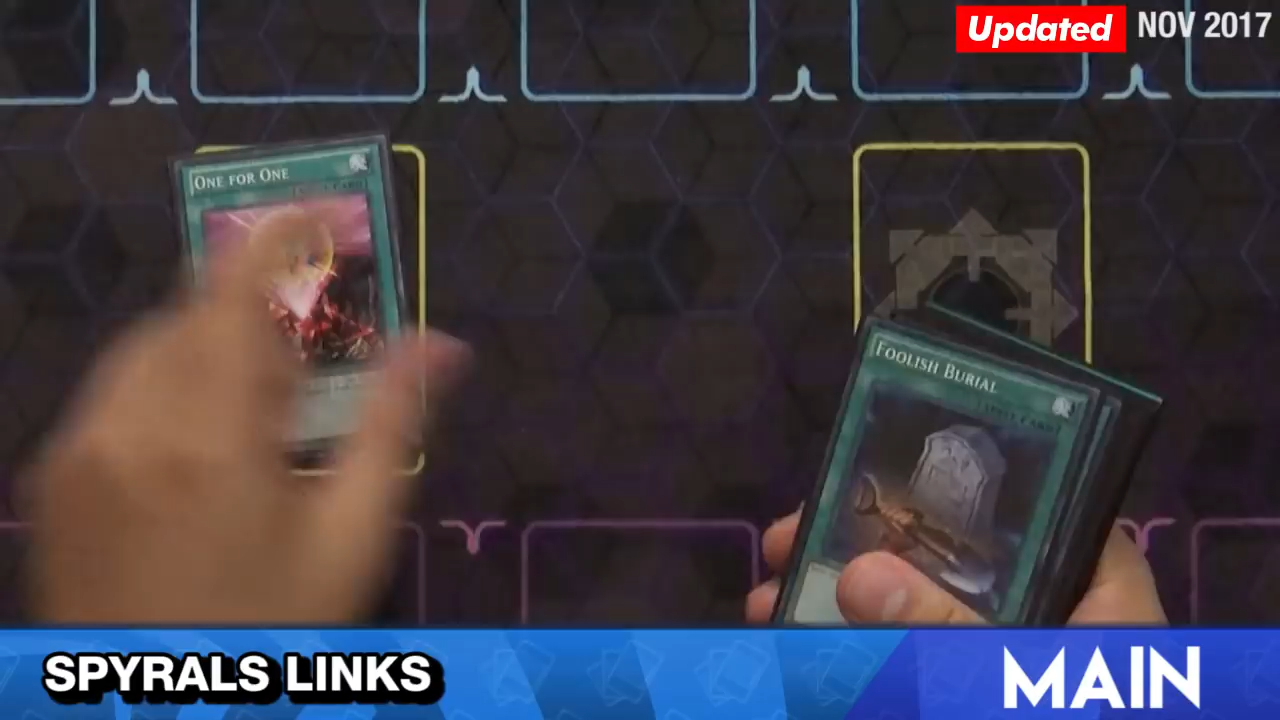 Updated NOV 2017
ONE FOR ONE
FOOLISH BURIAL
SPYRALS LINKS
MAIN